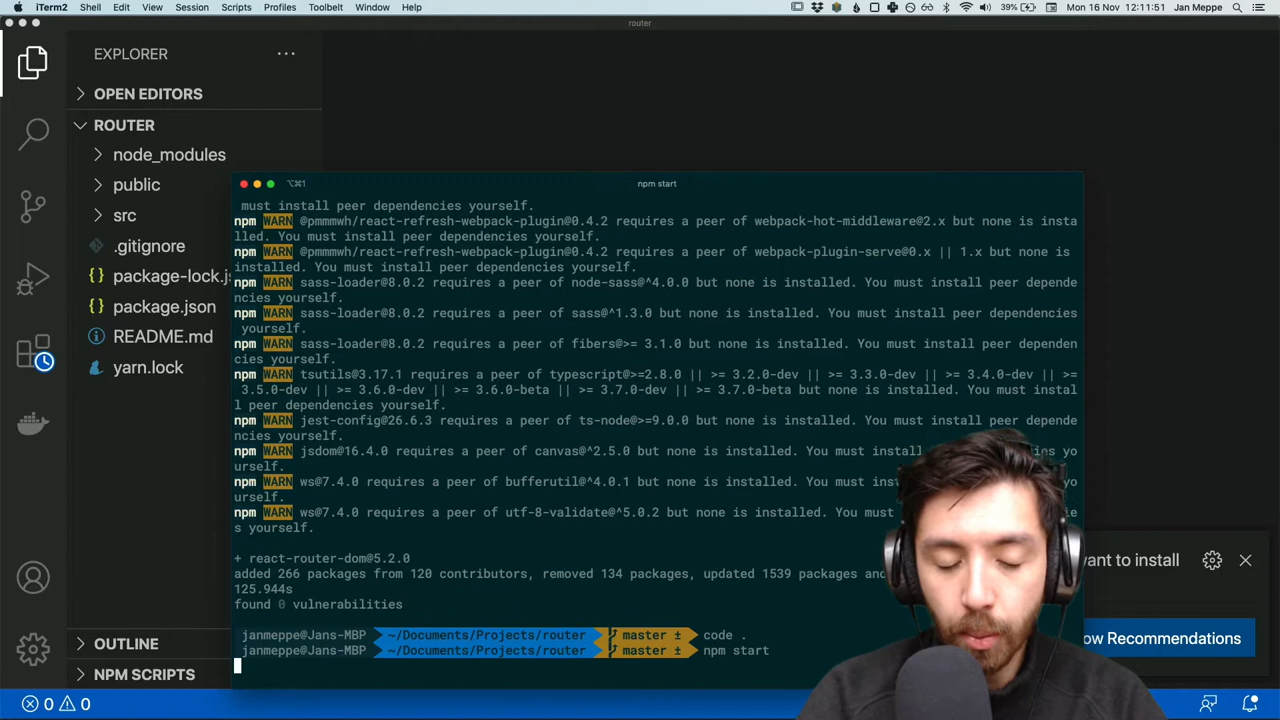 iTerm2 Shell Edit View Session Scripts Profiles Toolbelt Window Help 39% Mon 16 Nov 12:11:51 Jan Meppe
router
EXPLORER
OPEN EDITORS
ROUTER
node_modules
public
src
.gitignore
package-lock.j
package.json
README.md
yarn.lock
⌥⌘1 npm start
must install peer dependencies yourself.
npm WARN @pmmmwh/react-refresh-webpack-plugin@0.4.2 requires a peer of webpack-hot-middleware@2.x but none is insta
lled. You must install peer dependencies yourself.
npm WARN @pmmmwh/react-refresh-webpack-plugin@0.4.2 requires a peer of webpack-plugin-serve@0.x || 1.x but none is
installed. You must install peer dependencies yourself.
npm WARN sass-loader@8.0.2 requires a peer of node-sass@^4.0.0 but none is installed. You must install peer depende
ncies yourself.
npm WARN sass-loader@8.0.2 requires a peer of sass@^1.3.0 but none is installed. You must install peer dependencies
yourself.
npm WARN sass-loader@8.0.2 requires a peer of fibers@>= 3.1.0 but none is installed. You must install peer dependen
cies yourself.
npm WARN tsutils@3.17.1 requires a peer of typescript@>=2.8.0 || >= 3.2.0-dev || >= 3.3.0-dev || >= 3.4.0-dev || >=
3.5.0-dev || >= 3.6.0-dev || >= 3.6.0-beta || >= 3.7.0-dev || >= 3.7.0-beta but none is installed. You must instal
l peer dependencies yourself.
npm WARN jest-config@26.6.3 requires a peer of ts-node@>=9.0.0 but none is installed. You must install peer depende
ncies yourself.
npm WARN jsdom@16.4.0 requires a peer of canvas@^2.5.0 but none is installed. You must install yo
urself.
npm WARN ws@7.4.0 requires a peer of bufferutil@^4.0.1 but none is installed. You must yo
urself.
npm WARN ws@7.4.0 requires a peer of utf-8-validate@^5.0.2 but none is installed. You must
s yourself.
+ react-router-dom@5.2.0
added 266 packages from 120 contributors, removed 134 packages, updated 1539 packages and
125.944s
found 0 vulnerabilities
janmeppe@Jans-MBP ~/Documents/Projects/router master ± code .
janmeppe@Jans-MBP ~/Documents/Projects/router master ± npm start
want to install
ow Recommendations
OUTLINE
NPM SCRIPTS
0 0